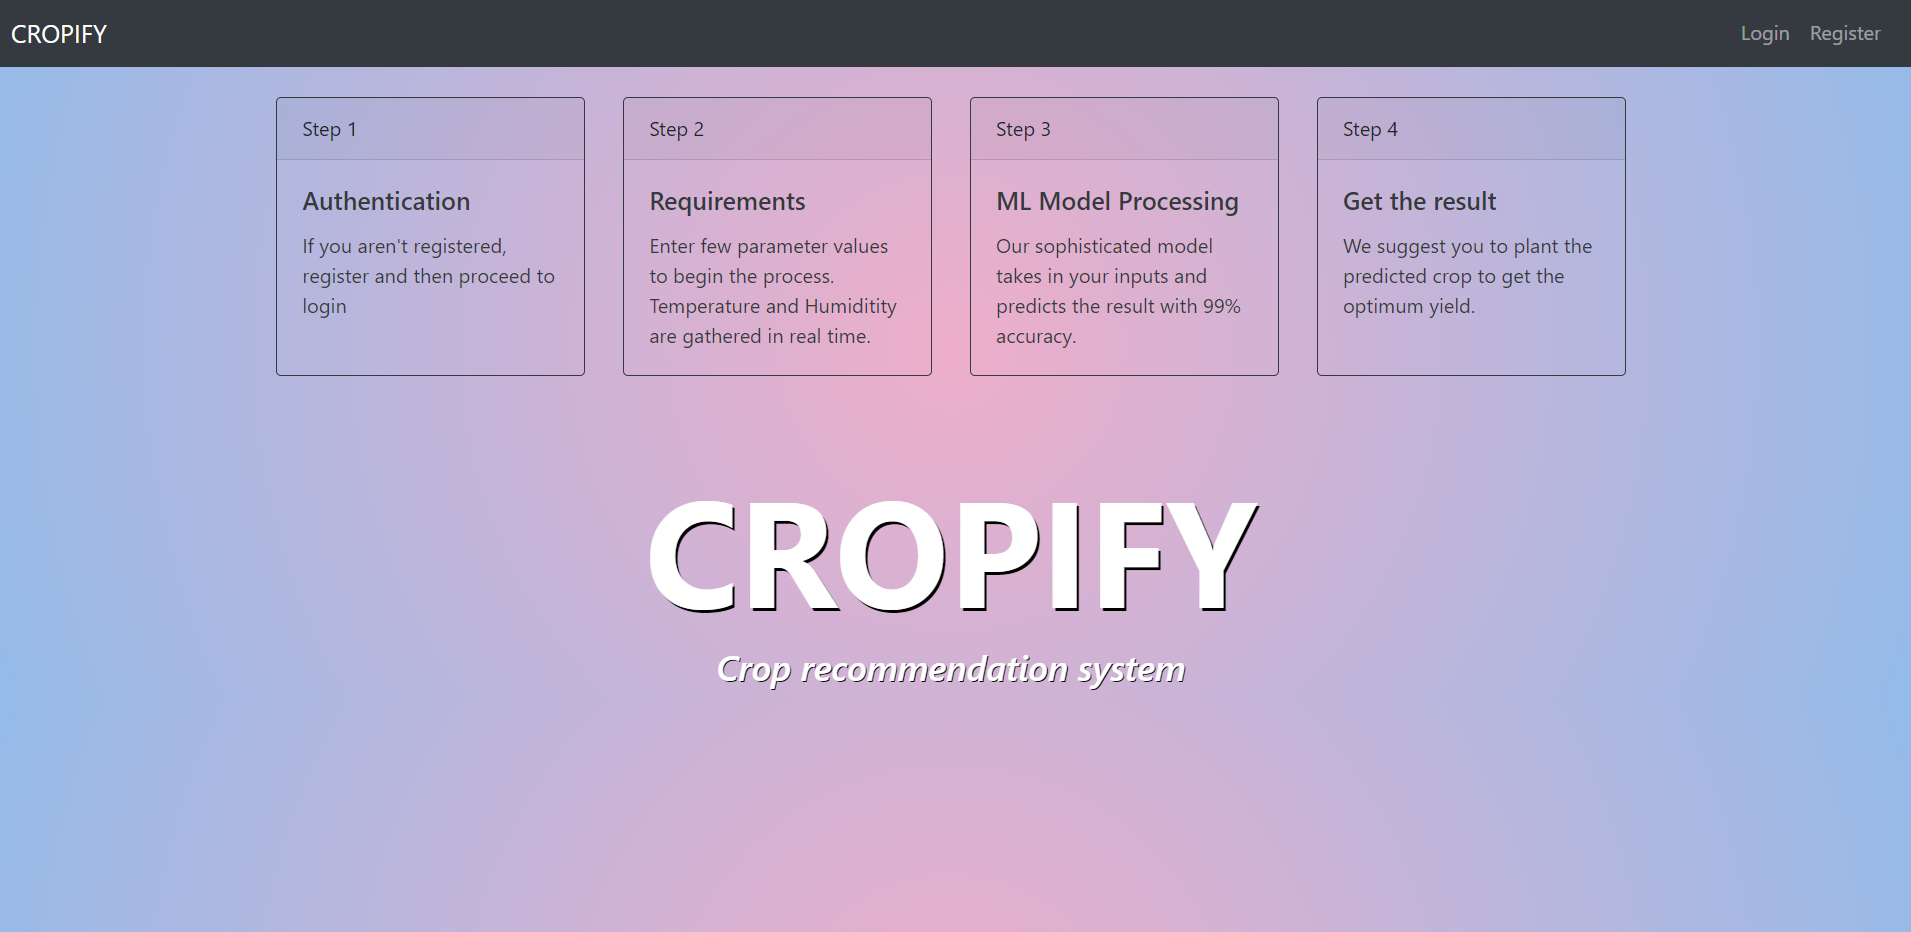 CROPIFY
Login Register
Step 1
Authentication
If you aren't registered,
register and then proceed to
login
Step 2
Requirements
Enter few parameter values
to begin the process.
Temperature and Humiditity
are gathered in real time.
Step 3
ML Model Processing
Our sophisticated model
takes in your inputs and
predicts the result with 99%
accuracy.
Step 4
Get the result
We suggest you to plant the
predicted crop to get the
optimum yield.
CROPIFY
Crop recommendation system